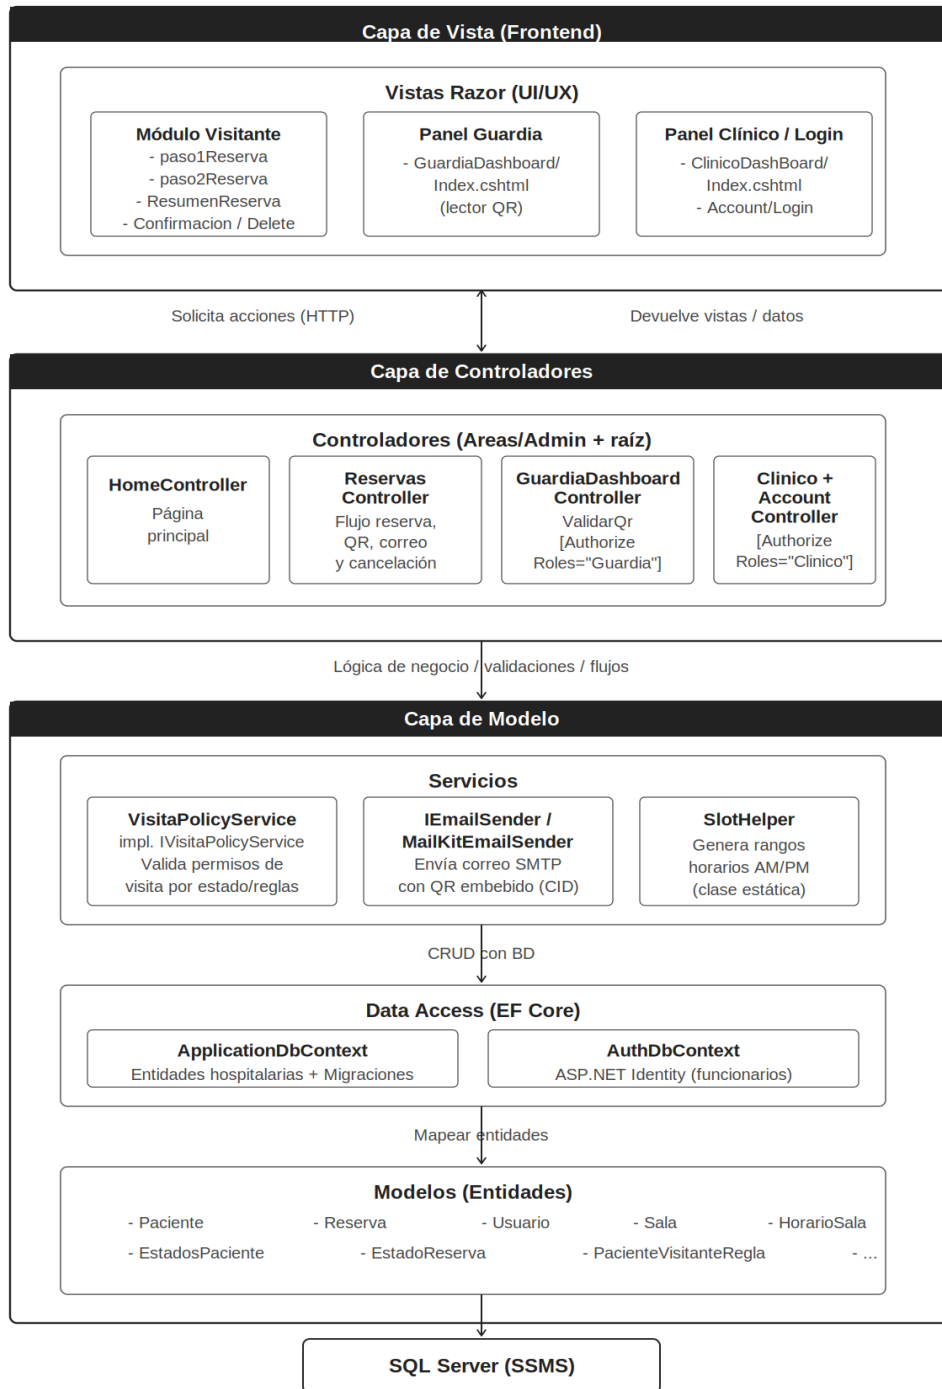 Capa de Vista (Frontend)
Vistas Razor (UI/UX)
Módulo Visitante
- paso1Reserva
- paso2Reserva
- ResumenReserva
- Confirmacion / Delete
Panel Guardia
- GuardiaDashboard/
Index.cshtml
(lector QR)
Panel Clínico / Login
- ClinicoDashBoard/
Index.cshtml
- Account/Login
Solicita acciones (HTTP)
Devuelve vistas / datos
Capa de Controladores
Controladores (Areas/Admin + raíz)
HomeController
Página
principal
Reservas
Controller
Flujo reserva,
QR, correo
y cancelación
GuardiaDashboard
Controller
ValidarQr
[Authorize
Roles="Guardia"]
Clinico +
Account
Controller
[Authorize
Roles="Clinico"]
Lógica de negocio / validaciones / flujos
Capa de Modelo
Servicios
VisitaPolicyService
impl. IVisitaPolicyService
Valida permisos de
visita por estado/reglas
IEmailSender /
MailKitEmailSender
Envía correo SMTP
con QR embebido (CID)
SlotHelper
Genera rangos
horarios AM/PM
(clase estática)
CRUD con BD
Data Access (EF Core)
ApplicationDbContext
Entidades hospitalarias + Migraciones
AuthDbContext
ASP.NET Identity (funcionarios)
Mapear entidades
Modelos (Entidades)
- Paciente - Reserva - Usuario - Sala - HorarioSala
- EstadosPaciente - EstadoReserva - PacienteVisitanteRegla - ...
SQL Server (SSMS)